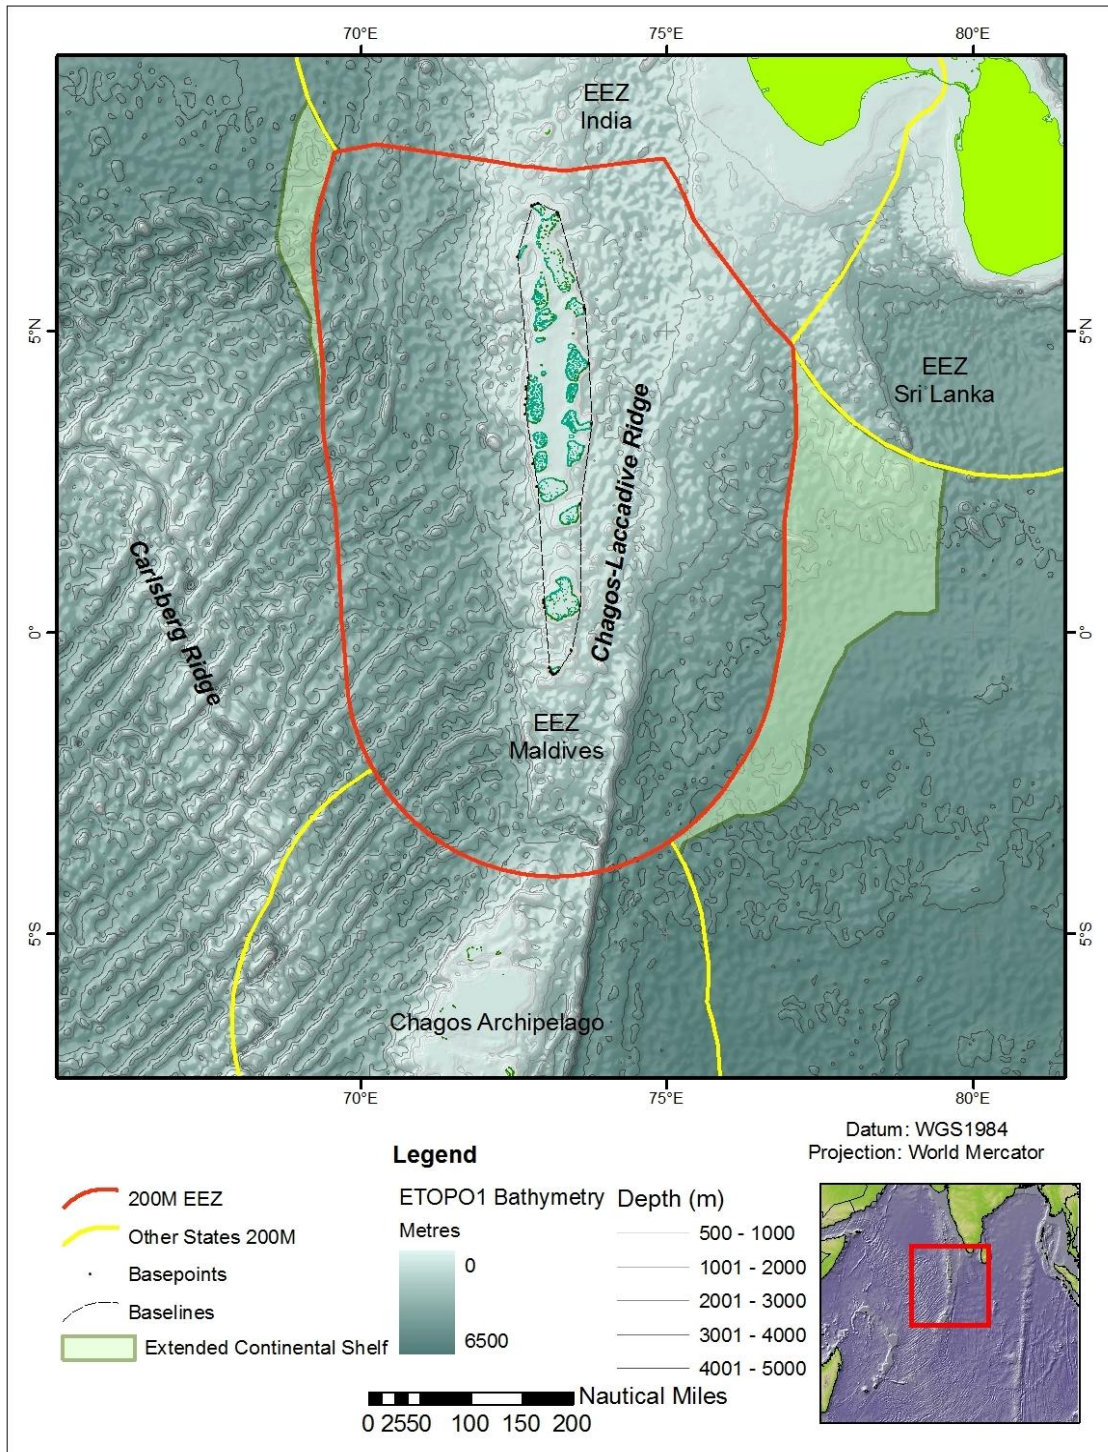 70°E
75°E
80°E
EEZ
India
5°N
5°N
EEZ
Sri Lanka
Chagos-Laccadive Ridge
Carlsberg Ridge
0°
0°
EEZ
Maldives
5°S
5°S
Chagos Archipelago
70°E
75°E
80°E
Datum: WGS1984
Projection: World Mercator
Legend
200M EEZ
Other States 200M
Basepoints
Baselines
Extended Continental Shelf
ETOPO1 Bathymetry
Metres
0
6500
Depth (m)
500 - 1000
1001 - 2000
2001 - 3000
3001 - 4000
4001 - 5000
Nautical Miles
0 25 50 100 150 200